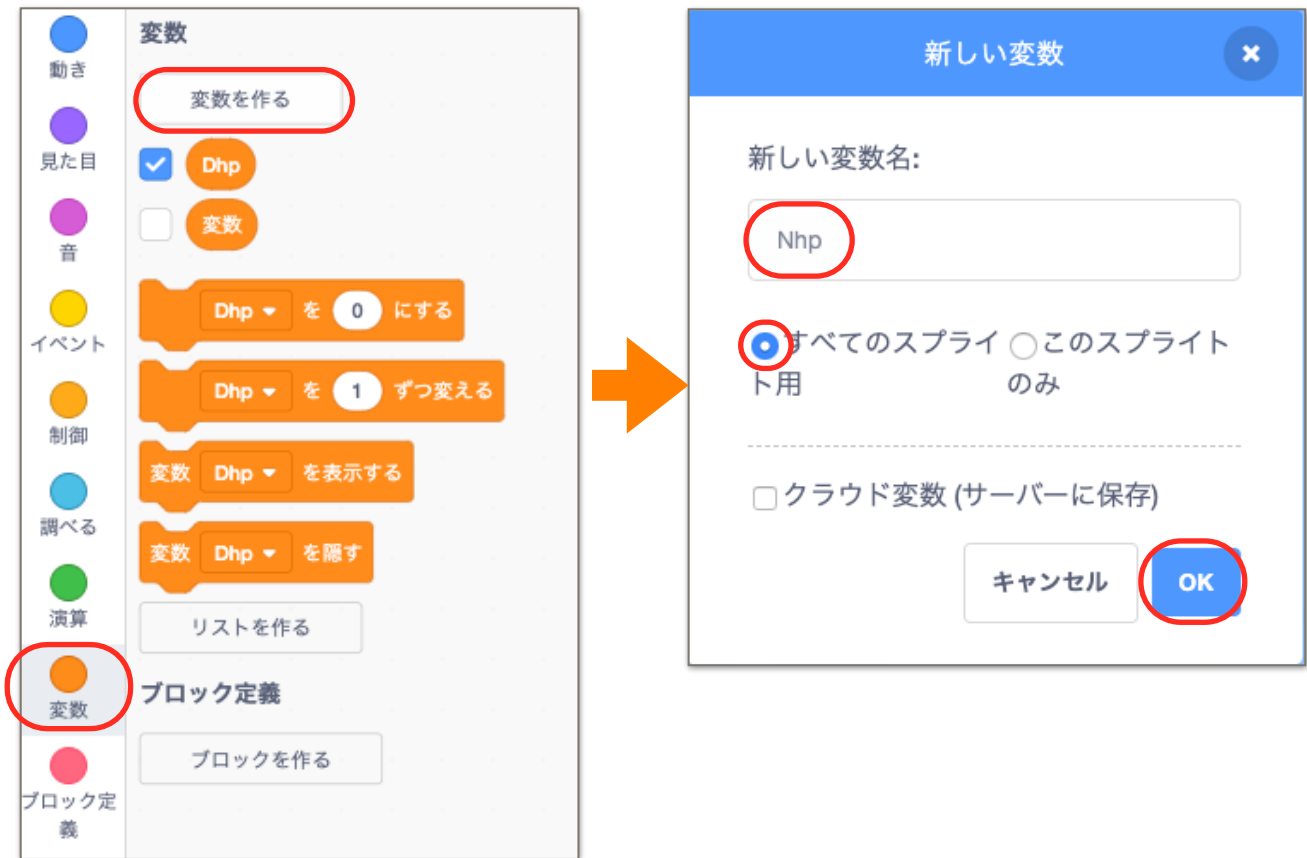 動き
見た目
音
イベント
制御
調べる
演算
変数
ブロック定
義
変数
変数を作る
Dhp
変数
Dhp を 0 にする
Dhp を 1 ずつ変える
変数 Dhp を表示する
変数 Dhp を隠す
リストを作る
ブロック定義
ブロックを作る
新しい変数
新しい変数名:
Nhp
すべてのスプライ
ト用
このスプライト
のみ
クラウド変数 (サーバーに保存)
キャンセル
OK